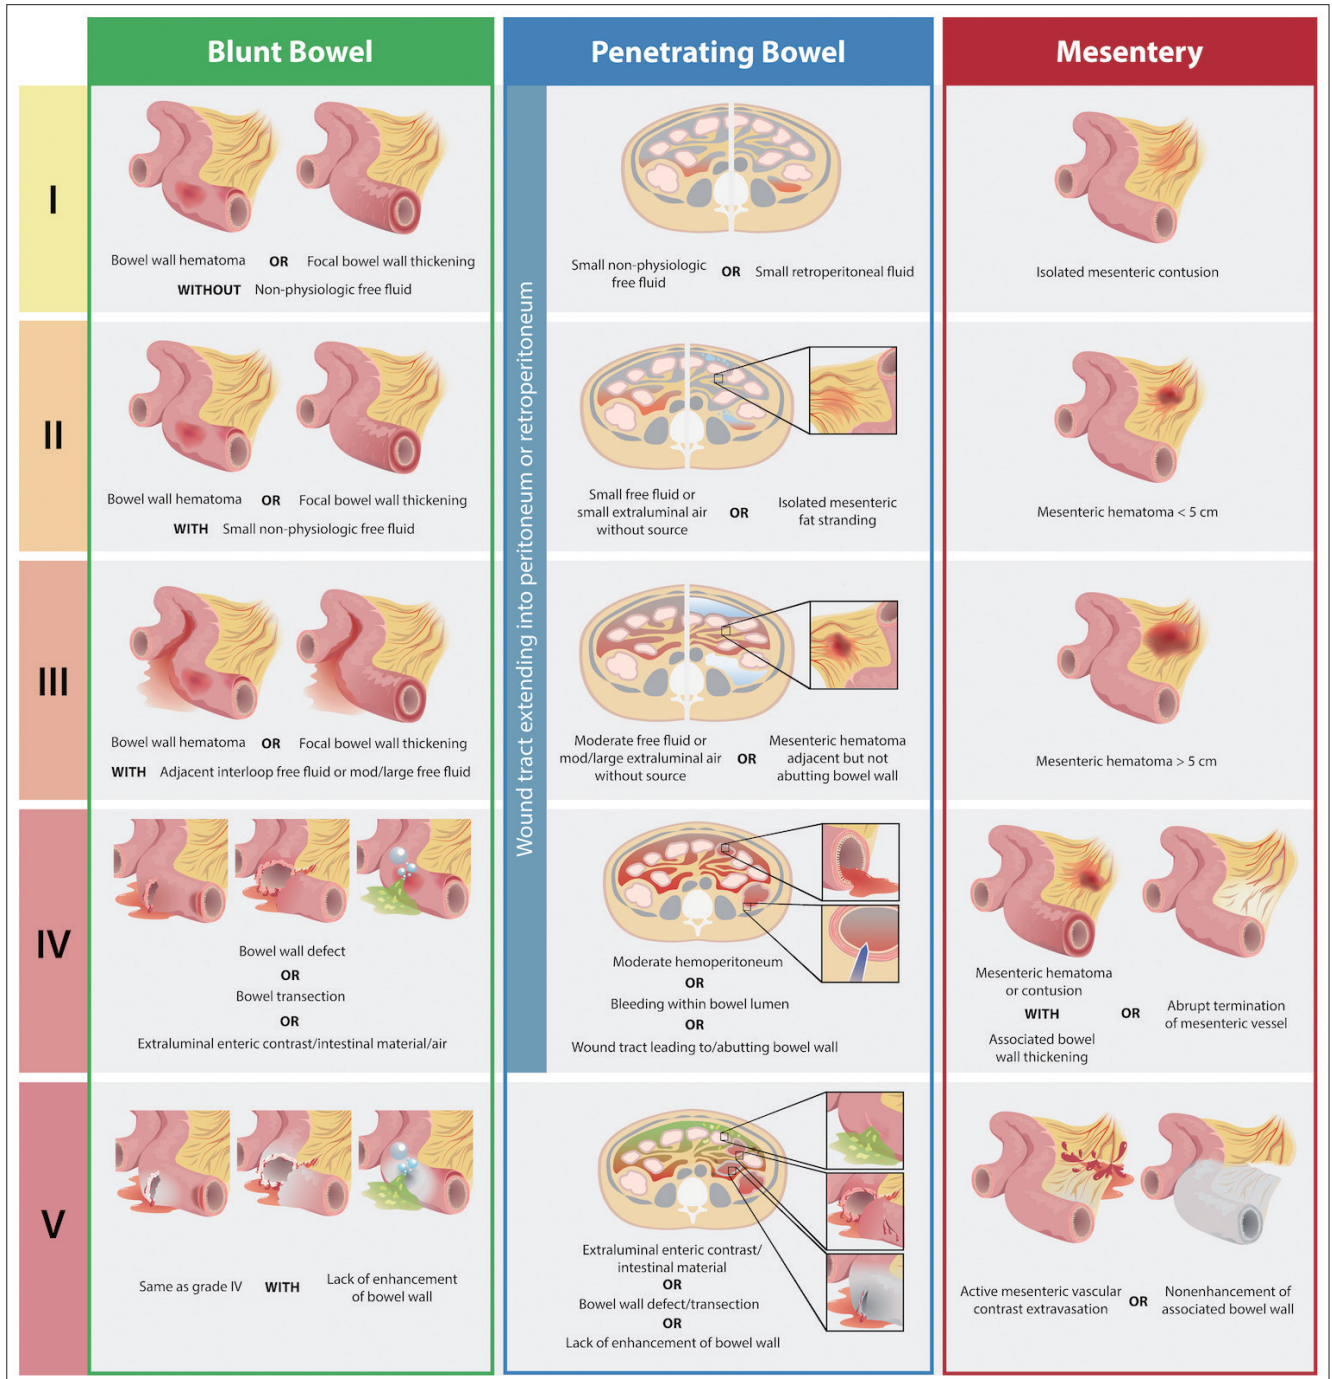 Blunt Bowel
Penetrating Bowel
Mesentery
Wound tract extending into peritoneum or retroperitoneum
I
Bowel wall hematoma OR Focal bowel wall thickening
WITHOUT Non-physiologic free fluid
Small non-physiologic
free fluid
OR
Small retroperitoneal fluid
Isolated mesenteric contusion
II
Bowel wall hematoma OR Focal bowel wall thickening
WITH Small non-physiologic free fluid
Small free fluid or
small extraluminal air
without source
OR
Isolated mesenteric
fat stranding
Mesenteric hematoma < 5 cm
III
Bowel wall hematoma OR Focal bowel wall thickening
WITH Adjacent interloop free fluid or mod/large free fluid
Moderate free fluid or
mod/large extraluminal air
without source
OR
Mesenteric hematoma
adjacent but not
abutting bowel wall
Mesenteric hematoma > 5 cm
IV
Bowel wall defect
OR
Bowel transection
OR
Extraluminal enteric contrast/intestinal material/air
Moderate hemoperitoneum
OR
Bleeding within bowel lumen
OR
Wound tract leading to/abutting bowel wall
Mesenteric hematoma
or contusion
WITH
Associated bowel
wall thickening
OR
Abrupt termination
of mesenteric vessel
V
Same as grade IV WITH
Lack of enhancement
of bowel wall
Extraluminal enteric contrast/
intestinal material
OR
Bowel wall defect/transection
OR
Lack of enhancement of bowel wall
Active mesenteric vascular
contrast extravasation
OR
Nonenhancement of
associated bowel wall